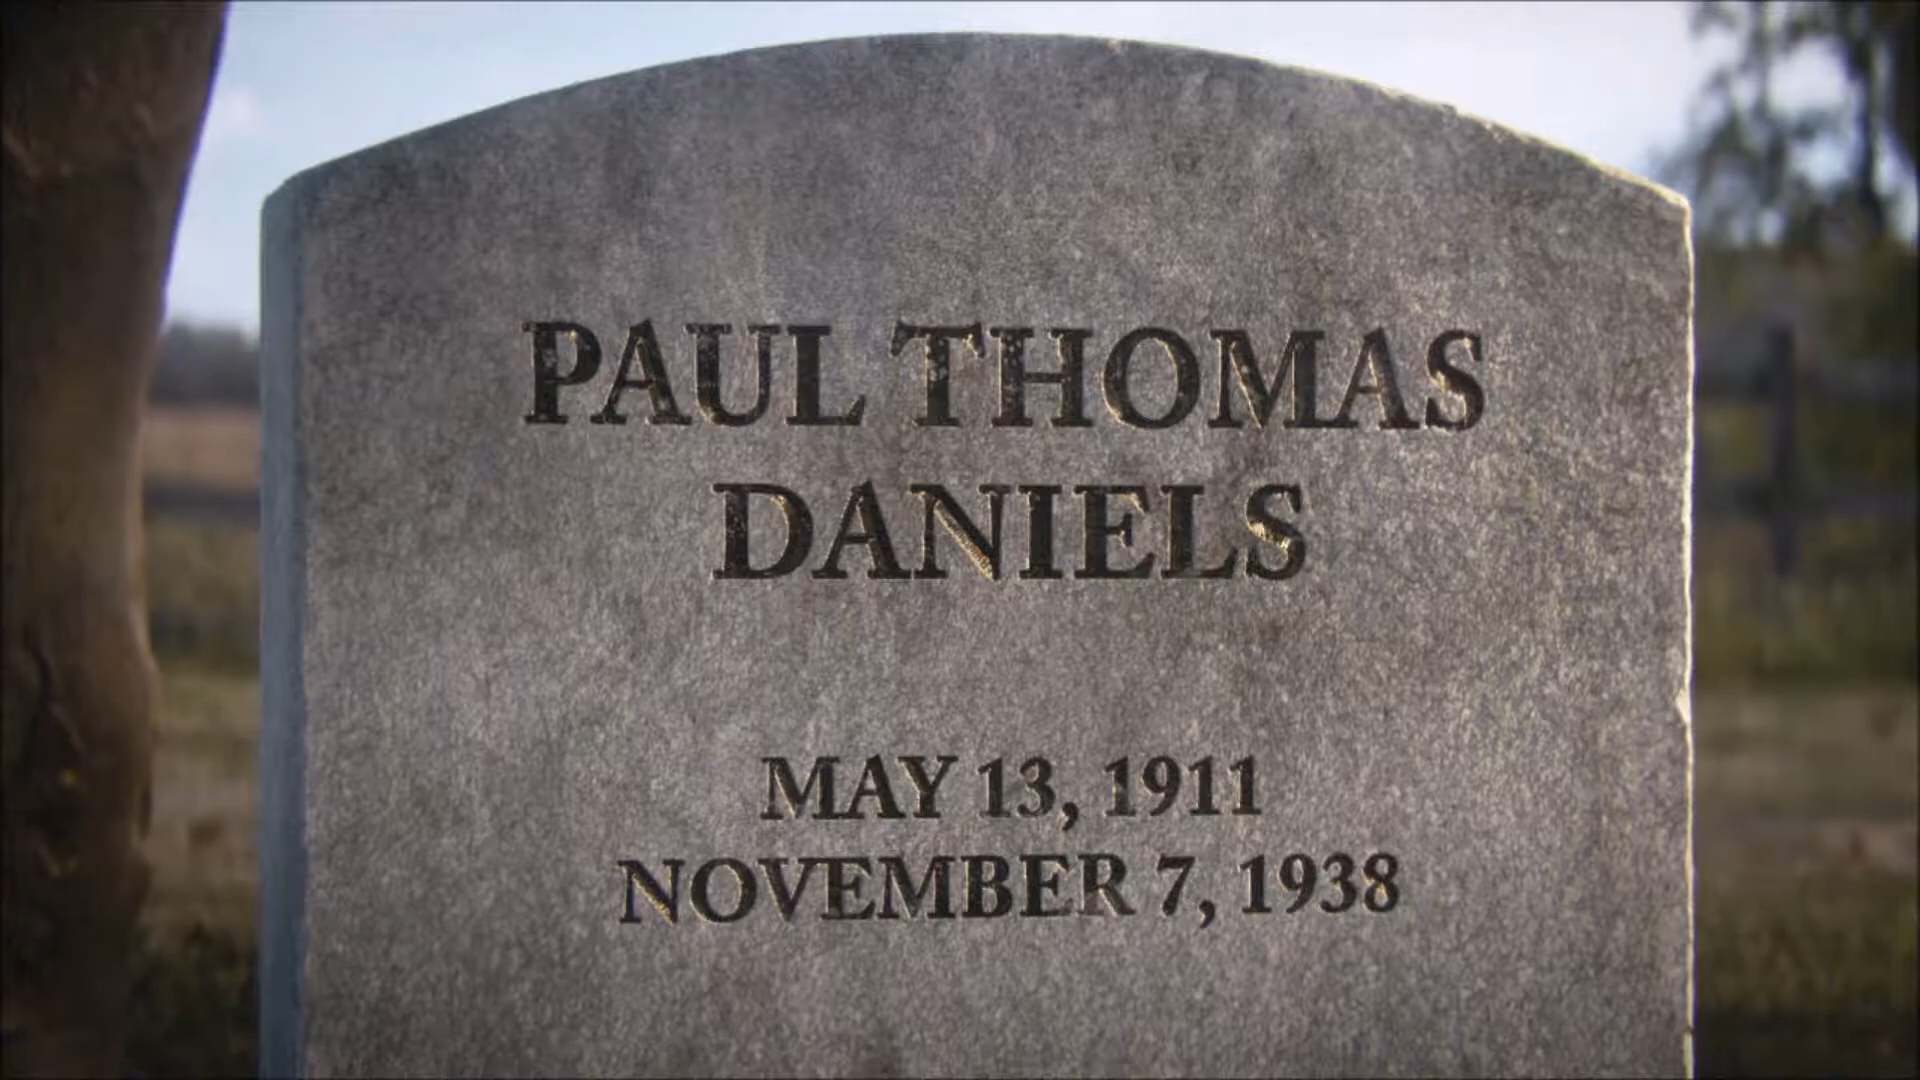 PAUL THOMAS
DANIELS
MAY 13, 1911
NOVEMBER 7, 1938